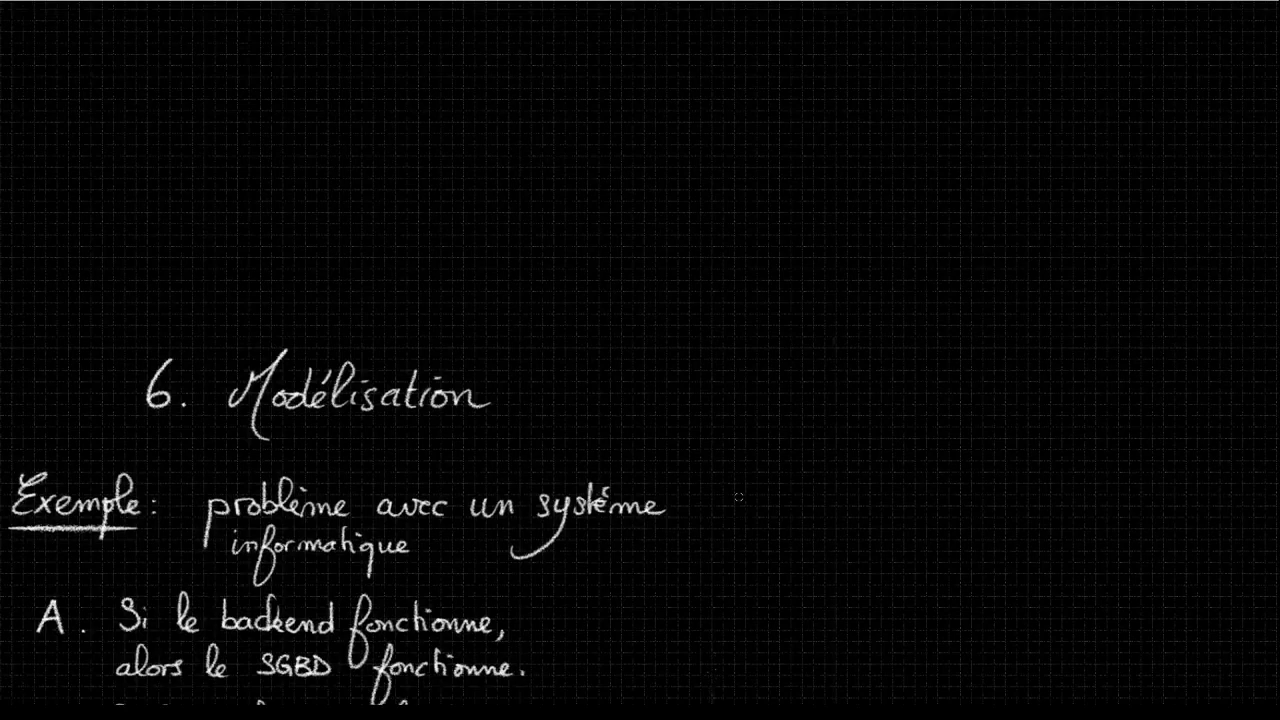 6. Modélisation
Exemple : problème avec un système
informatique
A. Si le backend fonctionne,
alors le SGBD fonctionne.